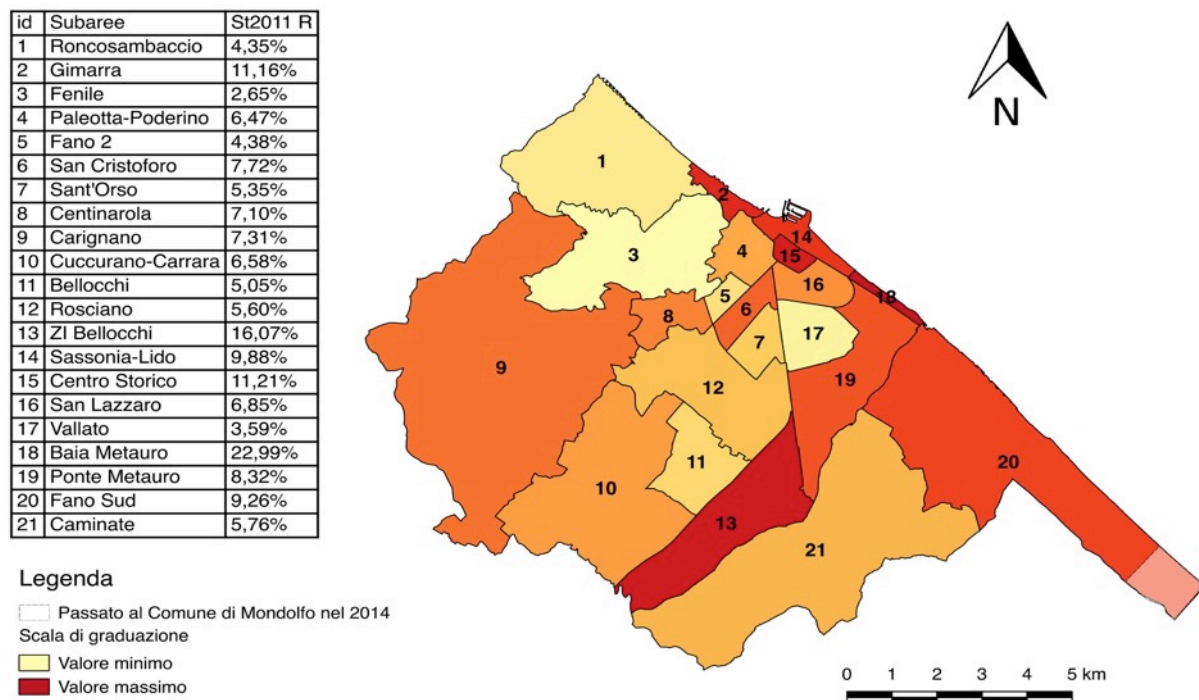 id Subaree St2011 R
1 Roncosambaccio 4,35%
2 Gimarra 11,16%
3 Fenile 2,65%
4 Paleotta-Poderino 6,47%
5 Fano 2 4,38%
6 San Cristoforo 7,72%
7 Sant'Orso 5,35%
8 Centinarola 7,10%
9 Carignano 7,31%
10 Cuccurano-Carrara 6,58%
11 Bellocchi 5,05%
12 Rosciano 5,60%
13 ZI Bellocchi 16,07%
14 Sassonia-Lido 9,88%
15 Centro Storico 11,21%
16 San Lazzaro 6,85%
17 Vallato 3,59%
18 Baia Metauro 22,99%
19 Ponte Metauro 8,32%
20 Fano Sud 9,26%
21 Caminate 5,76%
Legenda
Passato al Comune di Mondolfo nel 2014
Scala di graduazione
Valore minimo
Valore massimo
N
1
2
14
3
4
15
16
18
5
6
8
17
7
9
19
12
11
10
20
13
21
0 1 2 3 4 5 km